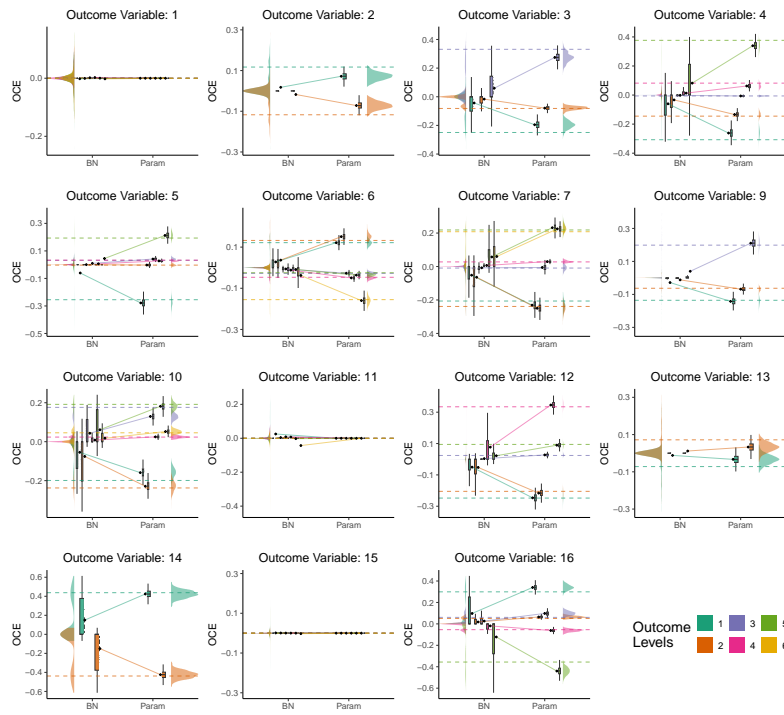 Outcome Variable: 1
OCE
0.2
0.0
−0.2
BN
Param
Outcome Variable: 2
OCE
0.3
0.1
−0.1
−0.3
BN
Param
Outcome Variable: 3
OCE
0.4
0.2
0.0
−0.2
−0.4
BN
Param
Outcome Variable: 4
OCE
0.4
0.2
0.0
−0.2
−0.4
BN
Param
Outcome Variable: 5
OCE
0.3
0.1
−0.1
−0.3
−0.5
BN
Param
Outcome Variable: 6
OCE
0.1
−0.1
−0.3
BN
Param
Outcome Variable: 7
OCE
0.2
0.0
−0.2
−0.4
BN
Param
Outcome Variable: 9
OCE
0.3
0.1
−0.1
−0.3
BN
Param
Outcome Variable: 10
OCE
0.2
0.0
−0.2
−0.4
BN
Param
Outcome Variable: 11
OCE
0.2
0.0
−0.2
−0.4
BN
Param
Outcome Variable: 12
OCE
0.3
0.1
−0.1
−0.3
BN
Param
Outcome Variable: 13
OCE
0.3
0.1
−0.1
−0.3
BN
Param
Outcome Variable: 14
OCE
0.6
0.4
0.2
0.0
−0.2
−0.4
−0.6
BN
Param
Outcome Variable: 15
OCE
0.3
0.1
−0.1
−0.3
BN
Param
Outcome Variable: 16
OCE
0.4
0.2
0.0
−0.2
−0.4
−0.6
BN
Param
Outcome
Levels
1 3
2 4